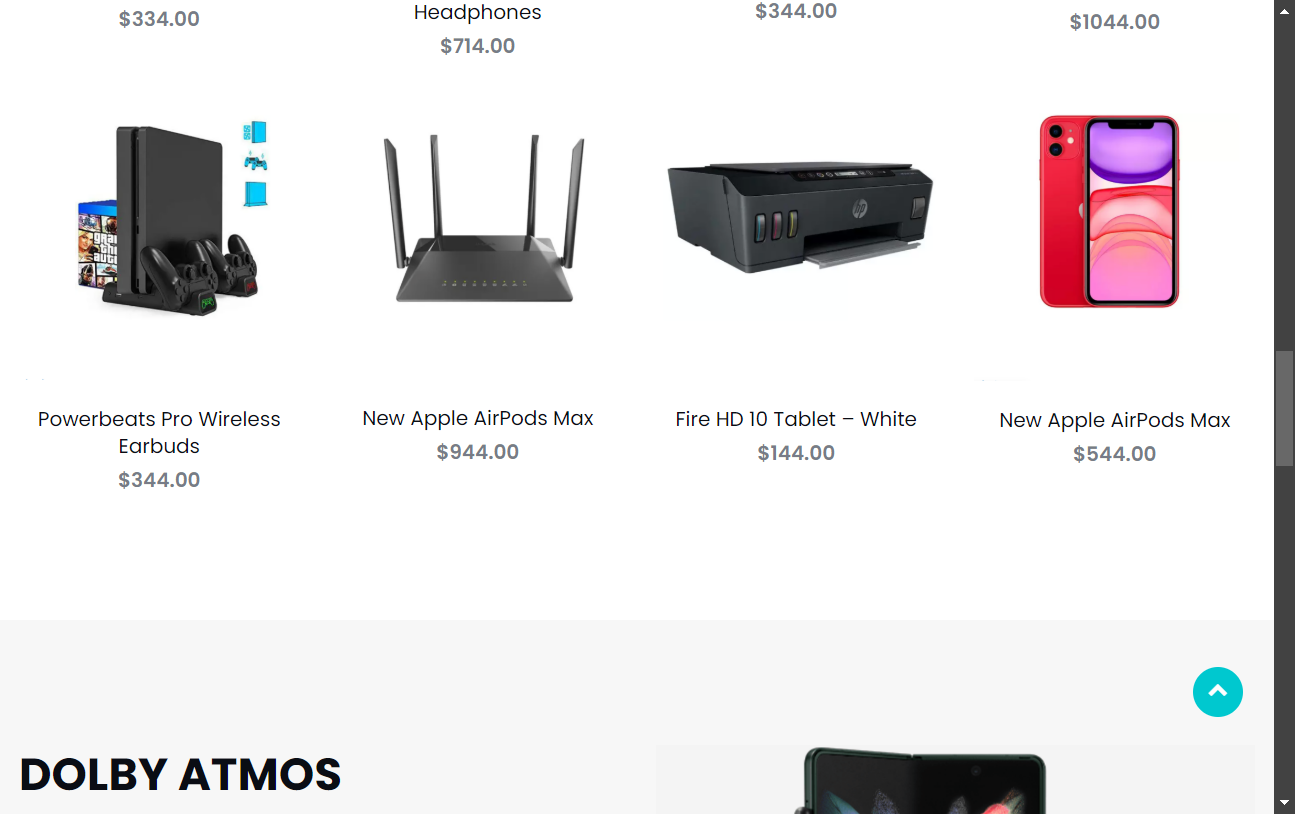 $334.00
Headphones
$714.00
$344.00
$1044.00
hp
Powerbeats Pro Wireless
Earbuds
$344.00
New Apple AirPods Max
$944.00
Fire HD 10 Tablet – White
$144.00
New Apple AirPods Max
$544.00
DOLBY ATMOS